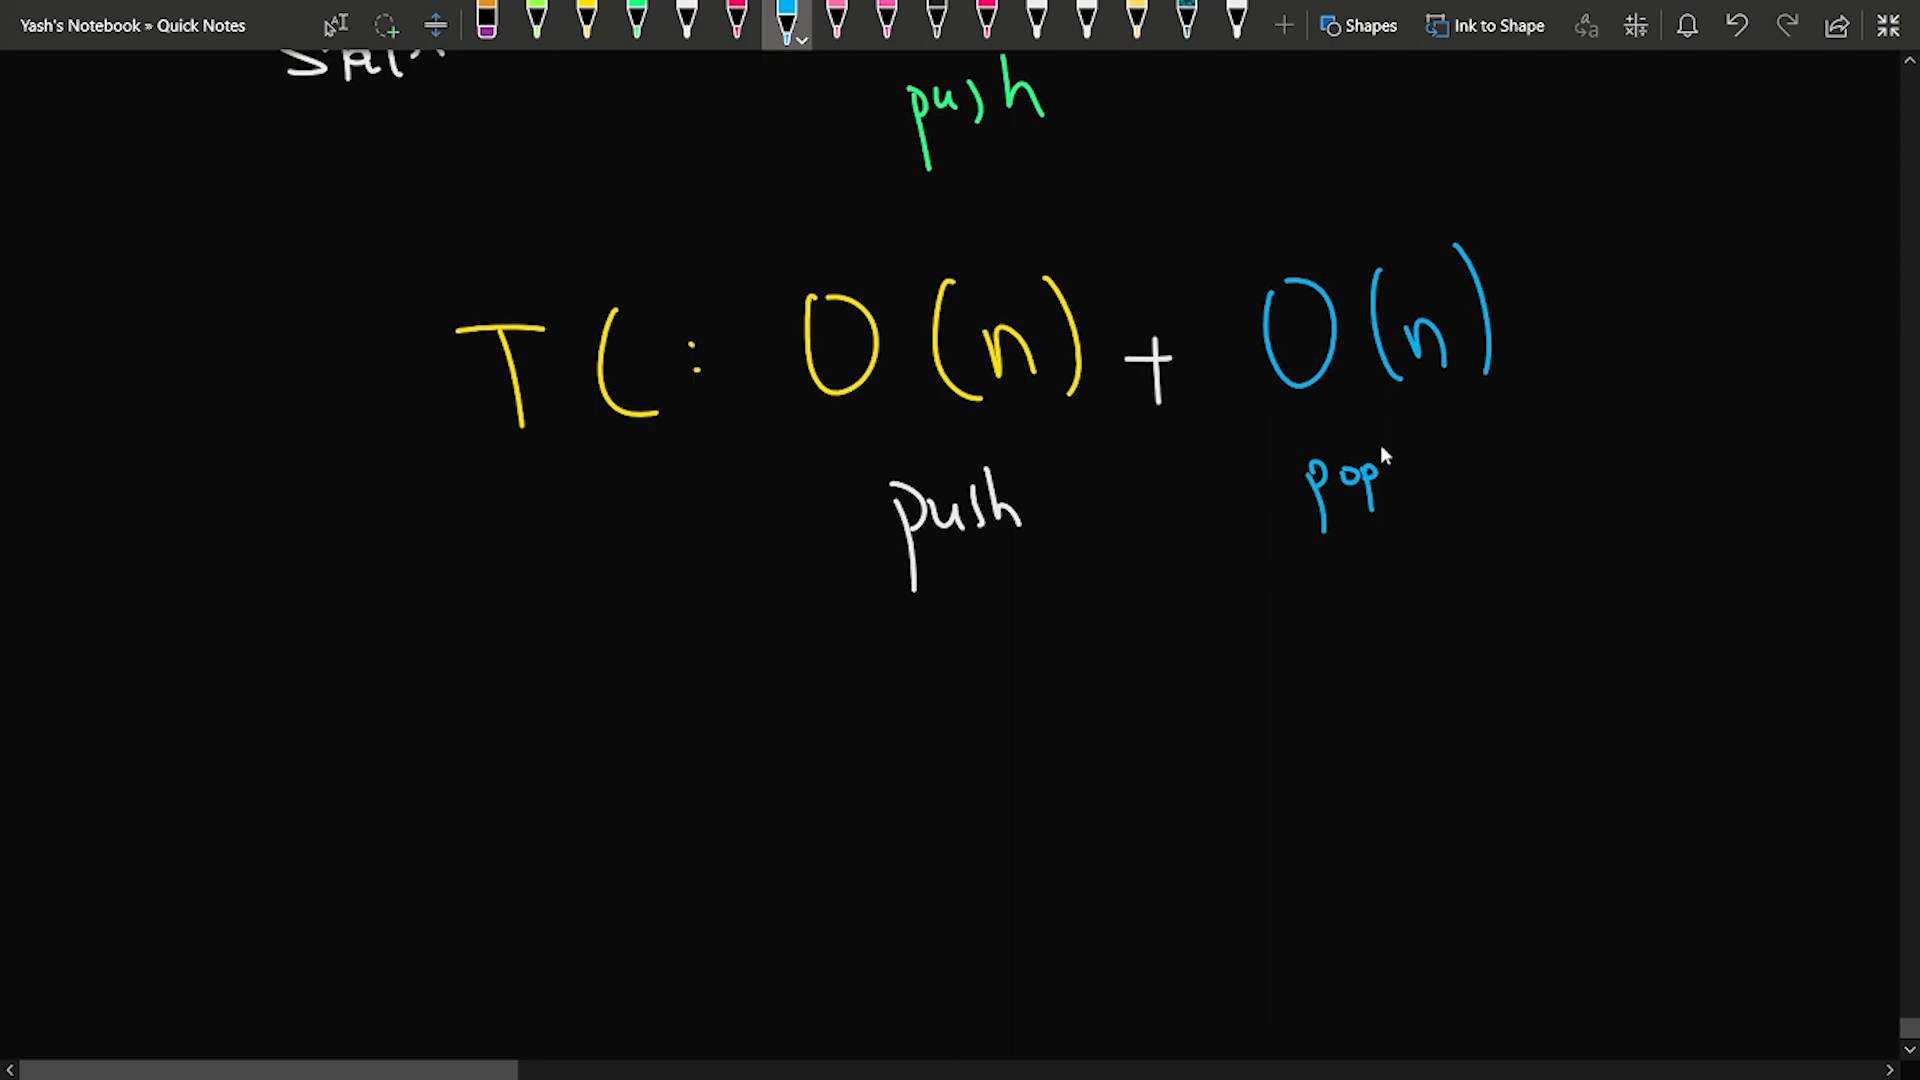 Yash's Notebook » Quick Notes
Shapes
Ink to Shape
push
TC: O(n) + O(n)
push
pop